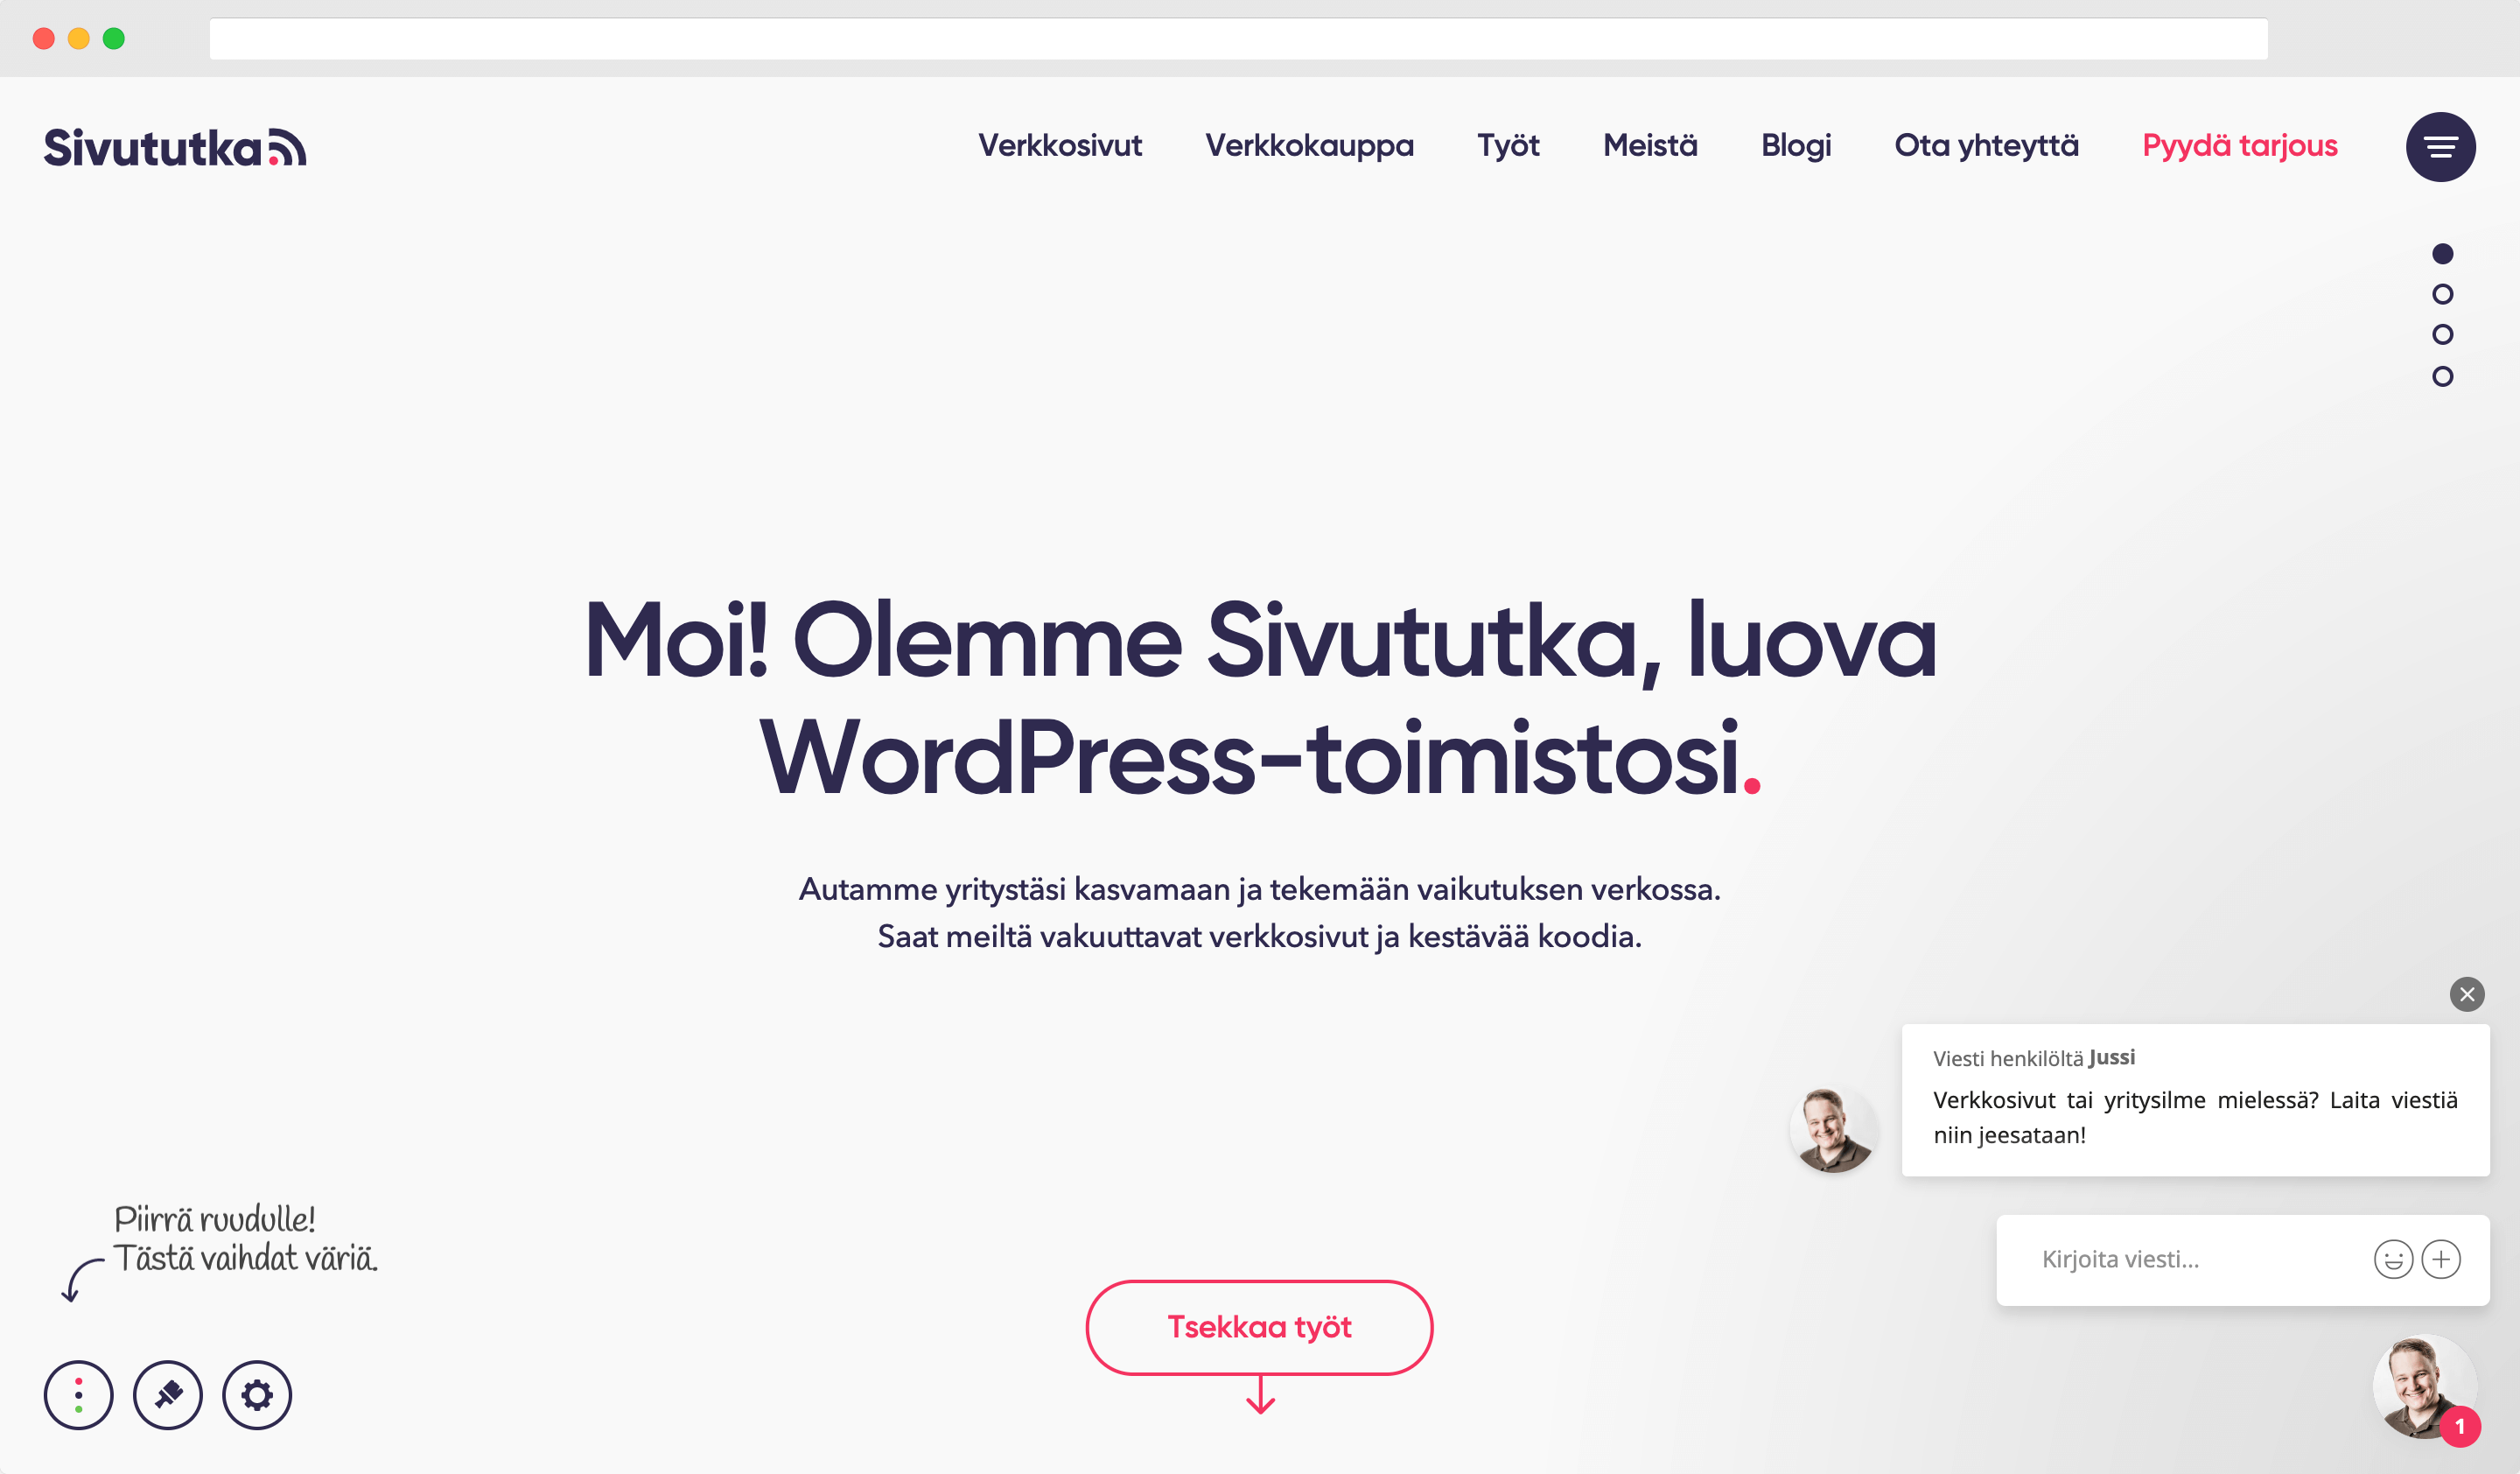 Sivututka
Verkkosivut
Verkkokauppa
Työt
Meistä
Blogi
Ota yhteyttä
Pyydä tarjous
Moi! Olemme Sivututka, luova
WordPress-toimistosi.
Autamme yritystäsi kasvamaan ja tekemään vaikutuksen verkossa.
Saat meiltä vakuuttavat verkkosivut ja kestävää koodia.
Viesti henkilöltä Jussi
Verkkosivut tai yritysilme mielessä? Laita viestiä
niin jeesataan!
Kirjoita viesti...
Piirrä ruudulle!
Tästä vaihdat väriä.
Tsekkaa työt
1